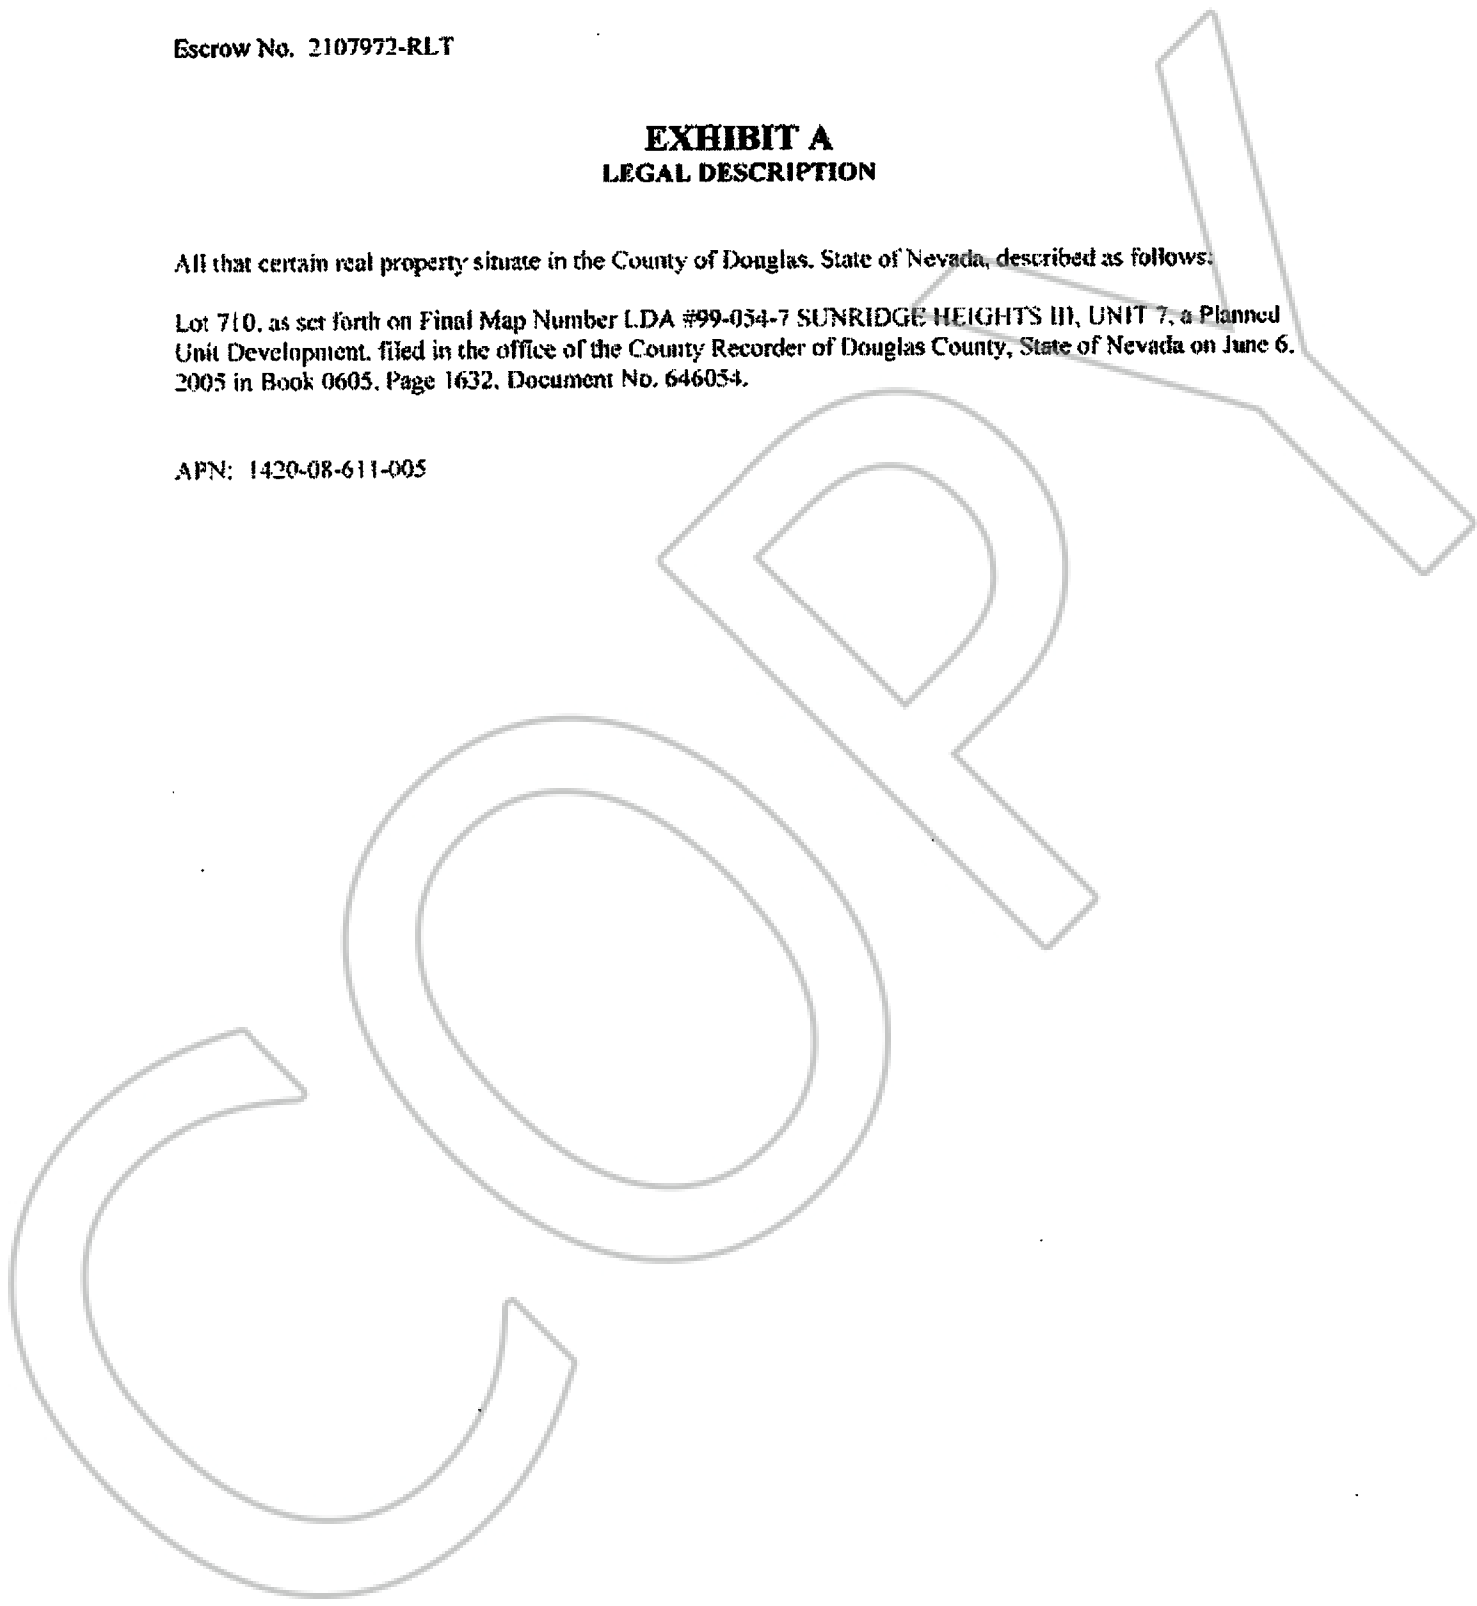 Escrow No. 2107972-RLT
EXHIBIT A
LEGAL DESCRIPTION
All that certain real property situate in the County of Douglas, State of Nevada, described as follows:
Lot 710, as set forth on Final Map Number LDA #99-054-7 SUNRIDGE HEIGHTS III, UNIT 7, a Planned
Unit Development, filed in the office of the County Recorder of Douglas County, State of Nevada on June 6,
2005 in Book 0605, Page 1632, Document No. 646054.
APN: 1420-08-611-005
COPY